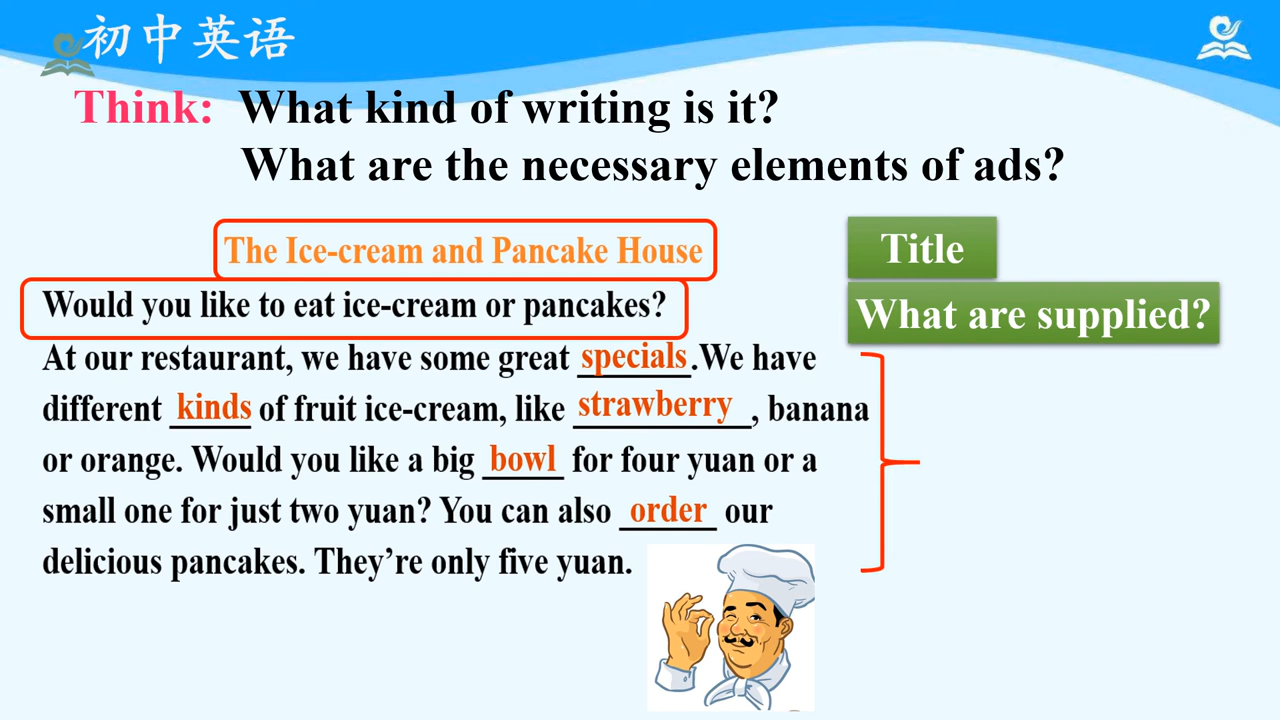 初中英语
Think: What kind of writing is it?
What are the necessary elements of ads?
The Ice-cream and Pancake House
Title
Would you like to eat ice-cream or pancakes?
What are supplied?
At our restaurant, we have some great specials.We have
different kinds of fruit ice-cream, like strawberry, banana
or orange. Would you like a big bowl for four yuan or a
small one for just two yuan? You can also order our
delicious pancakes. They're only five yuan.